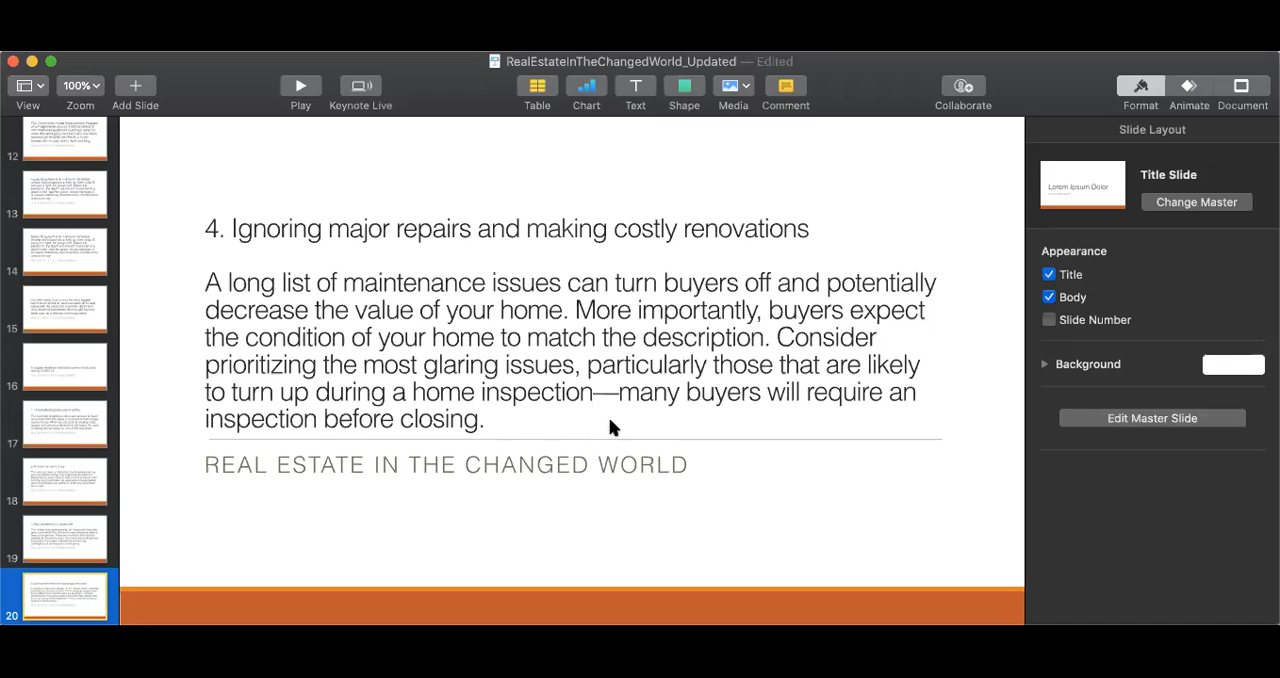 RealEstateInTheChangedWorld_Updated — Edited
100%
View
Zoom
Add Slide
Play
Keynote Live
Table
Chart
Text
Shape
Media
Comment
Collaborate
Format
Animate
Document
12
13
14
15
16
17
18
19
20
4. Ignoring major repairs and making costly renovations
A long list of maintenance issues can turn buyers off and potentially
decrease the value of your home. More importantly, buyers expect
the condition of your home to match the description. Consider
prioritizing the most glaring issues, particularly those that are likely
to turn up during a home inspection—many buyers will require an
inspection before closing.
REAL ESTATE IN THE CHANGED WORLD
Slide Layout
Lorem Ipsum Dolor
Title Slide
Change Master
Appearance
Title
Body
Slide Number
Background
Edit Master Slide